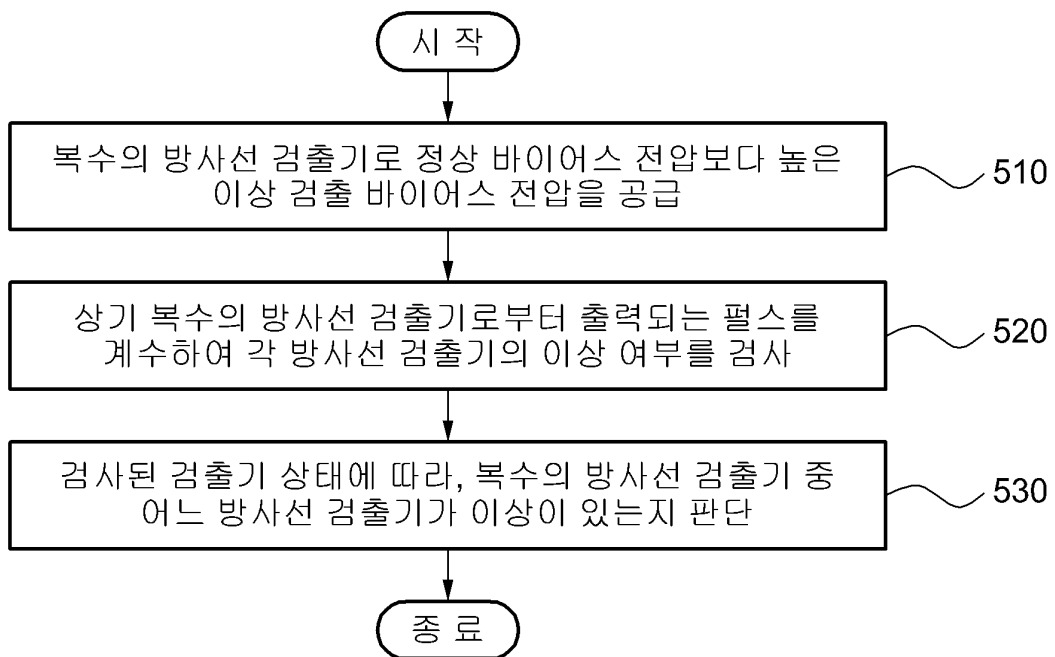 시 작
복수의 방사선 검출기로 정상 바이어스 전압보다 높은
이상 검출 바이어스 전압을 공급
510
상기 복수의 방사선 검출기로부터 출력되는 펄스를
계수하여 각 방사선 검출기의 이상 여부를 검사
520
검사된 검출기 상태에 따라, 복수의 방사선 검출기 중
어느 방사선 검출기가 이상이 있는지 판단
530
종 료